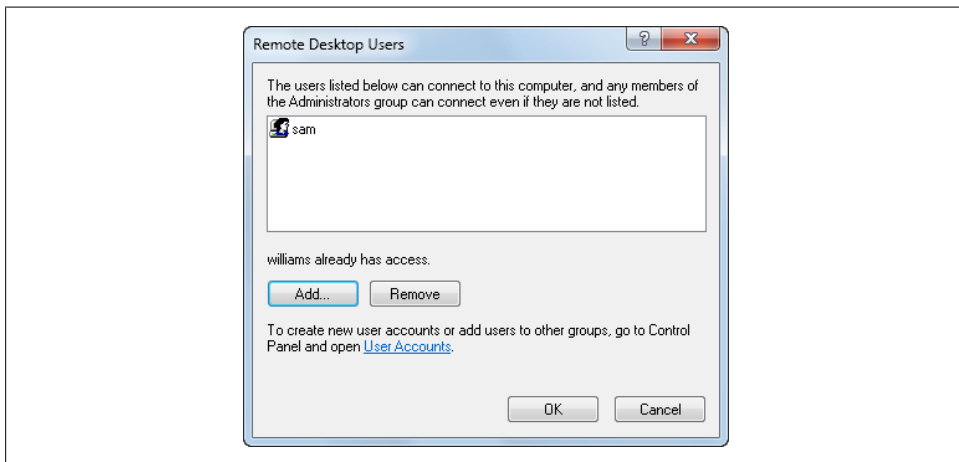 Remote Desktop Users
The users listed below can connect to this computer, and any members of
the Administrators group can connect even if they are not listed.
sam
williams already has access.
Add... Remove
To create new user accounts or add users to other groups, go to Control
Panel and open User Accounts.
OK Cancel